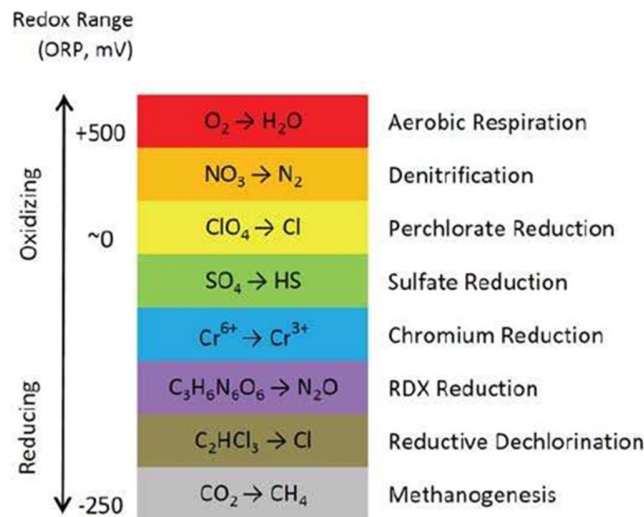 Redox Range
(ORP, mV)
+500
Oxidizing
~0
Reducing
-250
O₂ → H₂O Aerobic Respiration
NO₃ → N₂ Denitrification
ClO₄ → Cl Perchlorate Reduction
SO₄ → HS Sulfate Reduction
Cr⁶⁺ → Cr³⁺ Chromium Reduction
C₃H₆N₆O₆ → N₂O RDX Reduction
C₂HCl₃ → Cl Reductive Dechlorination
CO₂ → CH₄ Methanogenesis